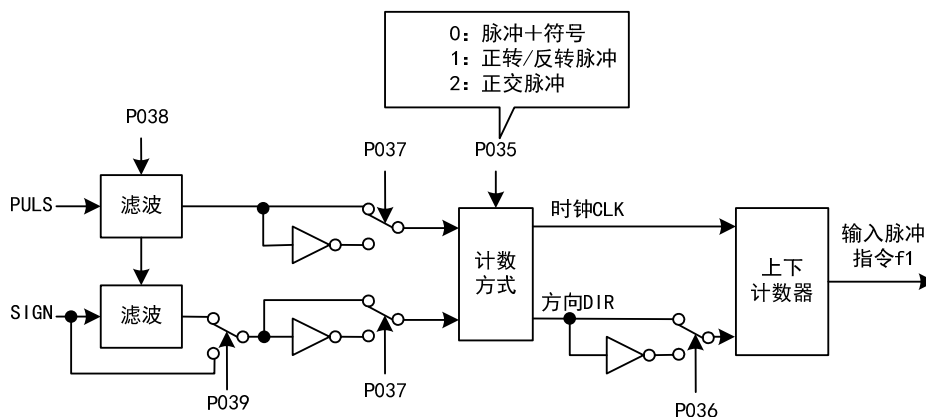 0：脉冲＋符号
1：正转/反转脉冲
2：正交脉冲
P038
P037
P035
PULS
滤波
时钟CLK
输入脉冲
指令f1
计数
方式
上下
计数器
SIGN
滤波
方向DIR
P039
P037
P036